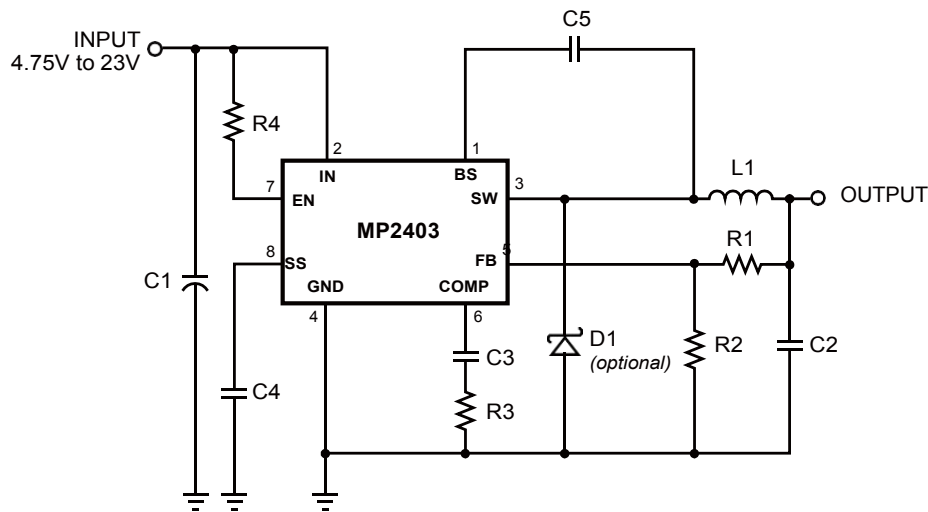 C5
INPUT
4.75V to 23V
R4
2
1
IN
BS
L1
3
7
SW
EN
OUTPUT
MP2403
R1
5
8
FB
SS
C1
GND
COMP
4
6
D1
(optional)
R2
C2
C3
C4
R3